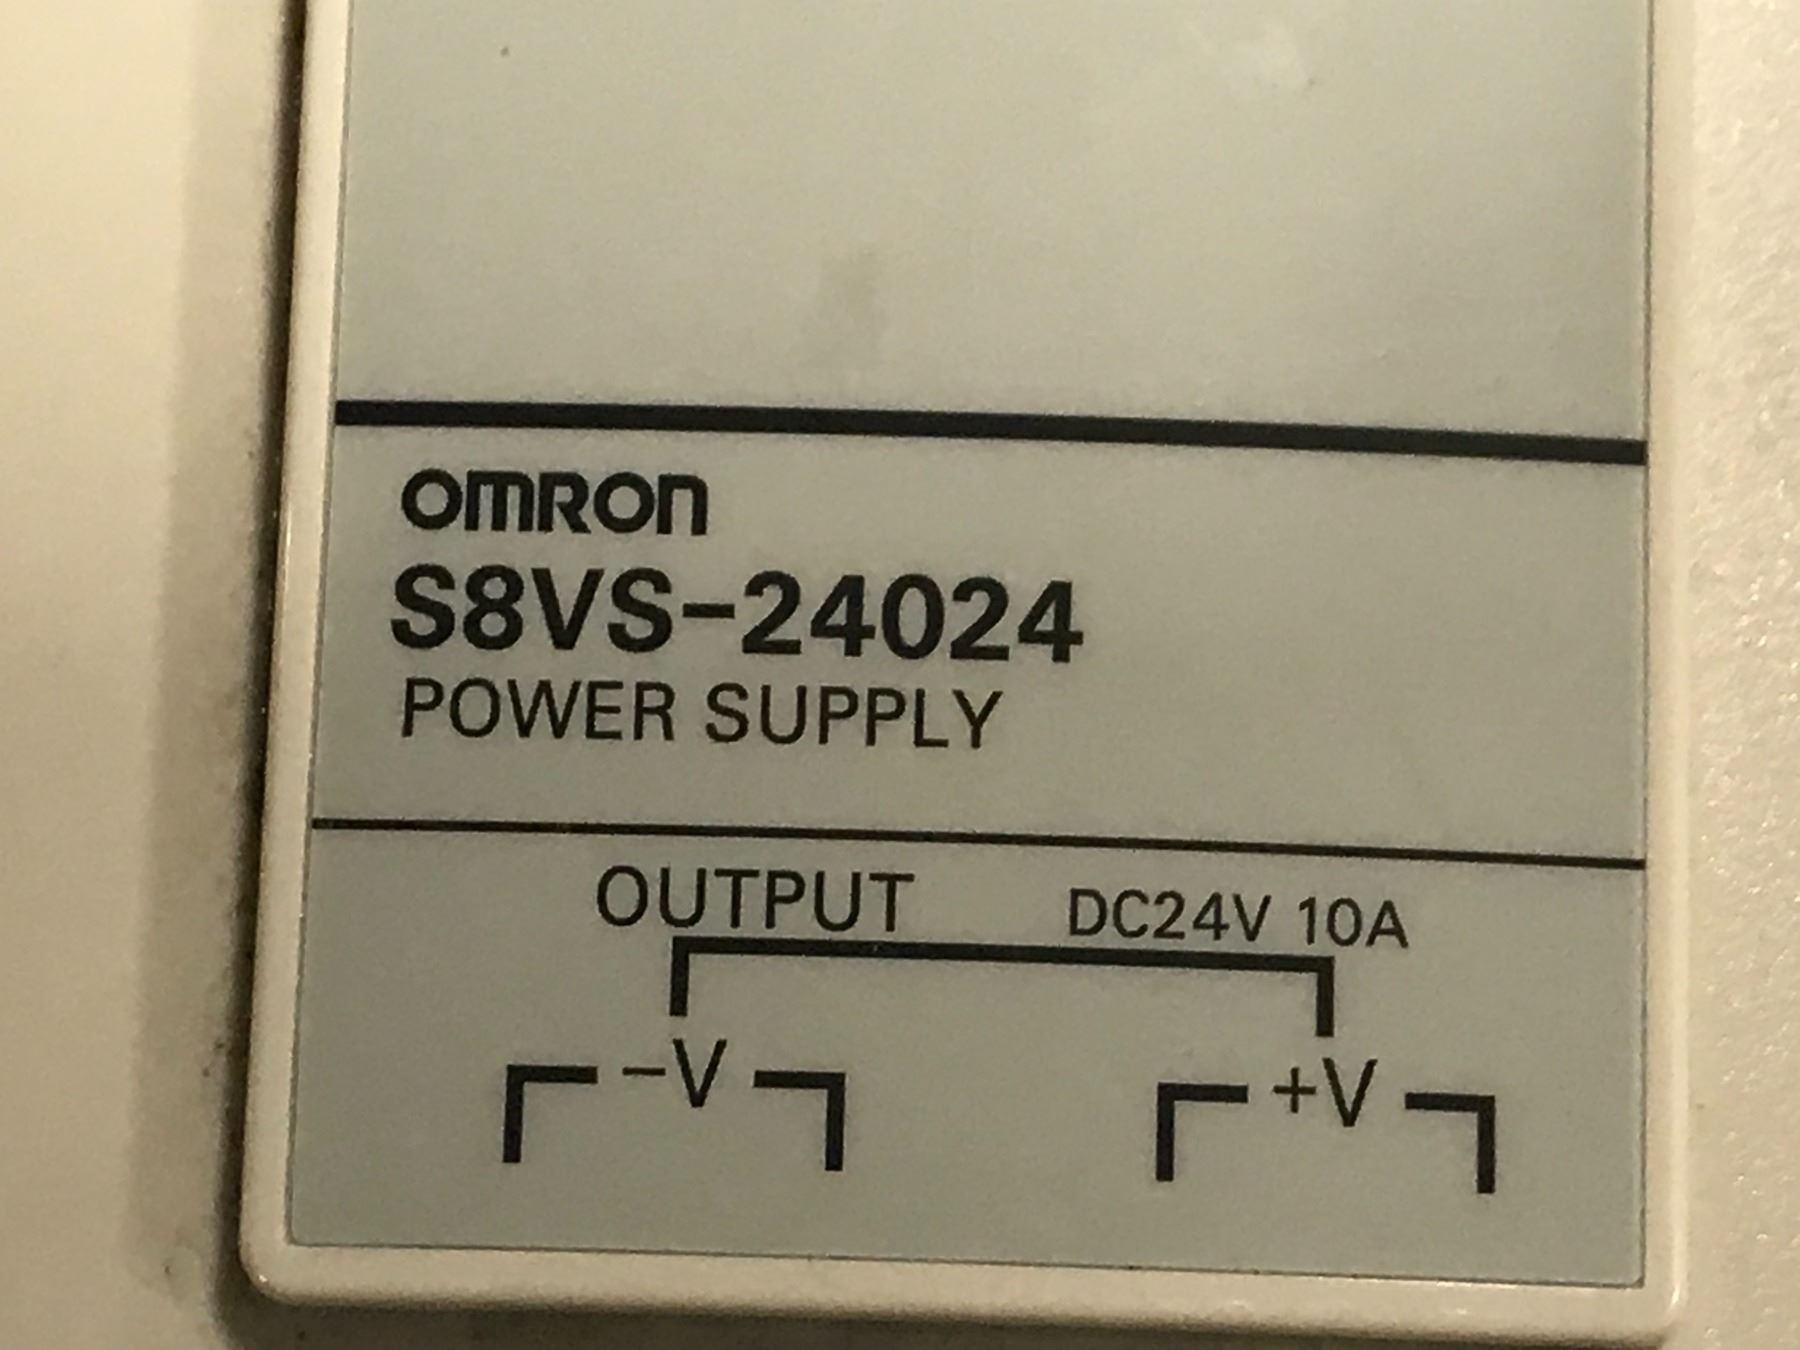 OMRON
S8VS-24024
POWER SUPPLY
OUTPUT DC24V 10A
-V +V